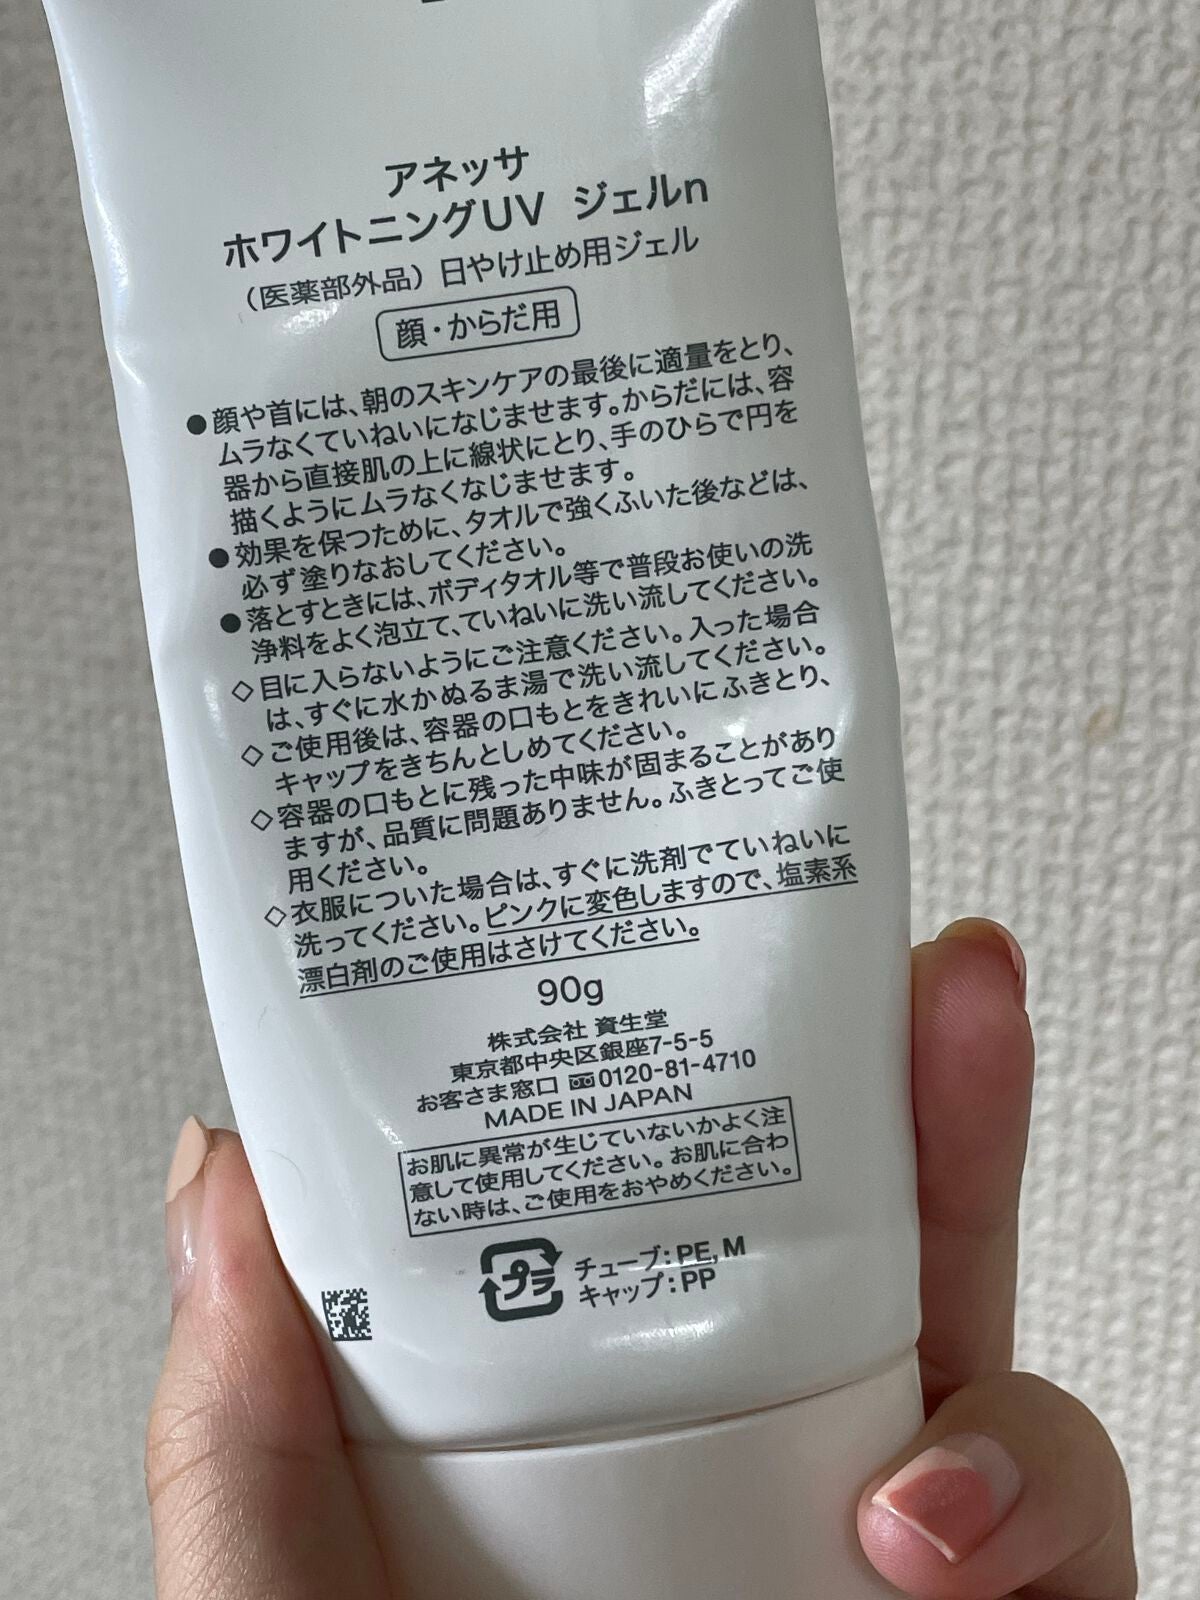 アネッサ
ホワイトニングUV ジェルn
（医薬部外品）日やけ止め用ジェル
顔・からだ用
●顔や首には、朝のスキンケアの最後に適量をとり、
ムラなくていねいになじませます。からだには、容
器から直接肌の上に線状にとり、手のひらで円を
描くようにムラなくなじませます。
●効果を保つために、タオルで強くふいた後などは、
必ず塗りなおしてください。
●落とすときには、ボディタオル等で普段お使いの洗
浄料をよく泡立て、ていねいに洗い流してください。
◇目に入らないようにご注意ください。入った場合
は、すぐに水かぬるま湯で洗い流してください。
◇ご使用後は、容器の口もとをきれいにふきとり、
キャップをきちんとしめてください。
◇容器の口もとに残った中味が固まることがあり
ますが、品質に問題ありません。ふきとってご使
用ください。
◇衣服についた場合は、すぐに洗剤でていねいに
洗ってください。ピンクに変色しますので、塩素系
漂白剤のご使用はさけてください。
90g
株式会社 資生堂
東京都中央区銀座7-5-5
お客さま窓口 0120-81-4710
MADE IN JAPAN
お肌に異常が生じていないかよく注
意して使用してください。お肌に合わ
ない時は、ご使用をおやめください。
プラ
チューブ：PE, M
キャップ：PP